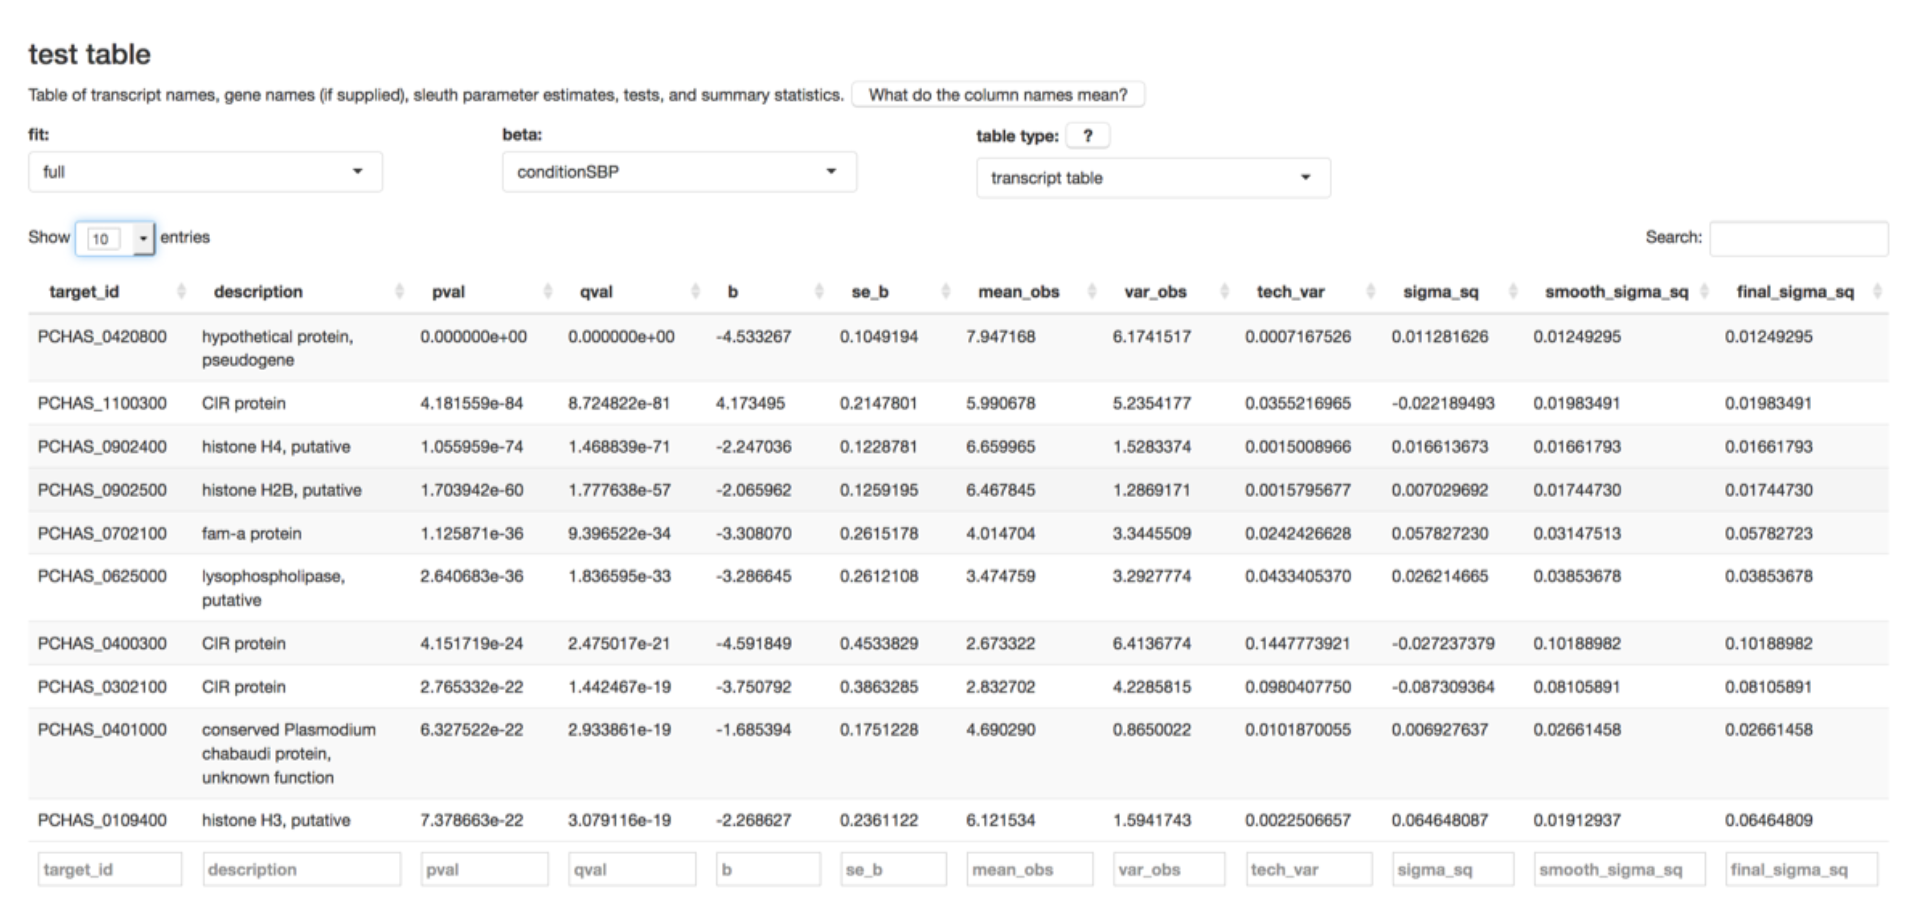 test table
Table of transcript names, gene names (if supplied), sleuth parameter estimates, tests, and summary statistics. What do the column names mean?
fit: beta: table type: ?
full conditionSBP transcript table
Show 10 entries Search:
target_id description pval qval b se_b mean_obs var_obs tech_var sigma_sq smooth_sigma_sq final_sigma_sq
PCHAS_0420800 hypothetical protein, 0.000000e+00 0.000000e+00 -4.533267 0.1049194 7.947168 6.1741517 0.0007167526 0.011281626 0.01249295 0.01249295
pseudogene
PCHAS_1100300 CIR protein 4.181559e-84 8.724822e-81 4.173495 0.2147801 5.990678 5.2354177 0.0355216965 -0.022189493 0.01983491 0.01983491
PCHAS_0902400 histone H4, putative 1.055959e-74 1.468839e-71 -2.247036 0.1228781 6.659965 1.5283374 0.0015008966 0.016613673 0.01661793 0.01661793
PCHAS_0902500 histone H2B, putative 1.703942e-60 1.777638e-57 -2.065962 0.1259195 6.467845 1.2869171 0.0015795677 0.007029692 0.01744730 0.01744730
PCHAS_0702100 fam-a protein 1.125871e-36 9.396522e-34 -3.308070 0.2615178 4.014704 3.3445509 0.0242426628 0.057827230 0.03147513 0.05782723
PCHAS_0625000 lysophospholipase, 2.640683e-36 1.836595e-33 -3.286645 0.2612108 3.474759 3.2927774 0.0433405370 0.026214665 0.03853678 0.03853678
putative
PCHAS_0400300 CIR protein 4.151719e-24 2.475017e-21 -4.591849 0.4533829 2.673322 6.4136774 0.1447773921 -0.027237379 0.10188982 0.10188982
PCHAS_0302100 CIR protein 2.765332e-22 1.442467e-19 -3.750792 0.3863285 2.832702 4.2285815 0.0980407750 -0.087309364 0.08105891 0.08105891
PCHAS_0401000 conserved Plasmodium 6.327522e-22 2.933861e-19 -1.685394 0.1751228 4.690290 0.8650022 0.0101870055 0.006927637 0.02661458 0.02661458
chabaudi protein,
unknown function
PCHAS_0109400 histone H3, putative 7.378663e-22 3.079116e-19 -2.268627 0.2361122 6.121534 1.5941743 0.0022506657 0.064648087 0.01912937 0.06464809
target_id description pval qval b se_b mean_obs var_obs tech_var sigma_sq smooth_sigma_sq final_sigma_sq